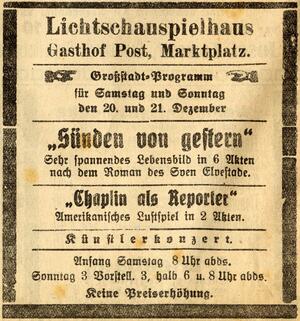 Lichtschauspielhaus
Gasthof Post, Marktplatz.
Großstadt-Programm
für Samstag und Sonntag
den 20. und 21. Dezember
„Sünden von gestern"
Sehr spannendes Lebensbild in 6 Akten
nach dem Roman des Sven Elvestade.
„Chaplin als Reporter"
Amerikanisches Lustspiel in 2 Akten.
Künstlerkonzert.
Anfang Samstag 8 Uhr abds.
Sonntag 3 Vorstell. 3, halb 6 u. 8 Uhr abds.
Keine Preiserhöhung.